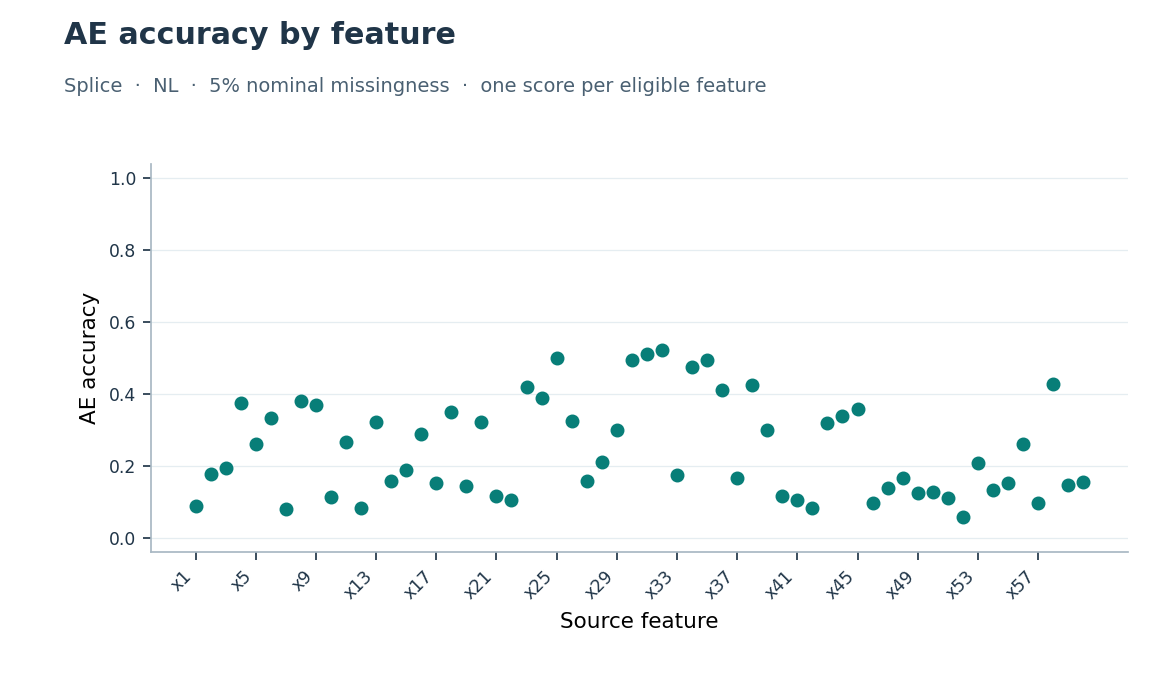 AE accuracy by feature
Splice · NL · 5% nominal missingness · one score per eligible feature
1.0
0.8
0.6
0.4
0.2
0.0
AE accuracy
x1 x5 x9 x13 x17 x21 x25 x29 x33 x37 x41 x45 x49 x53 x57
Source feature